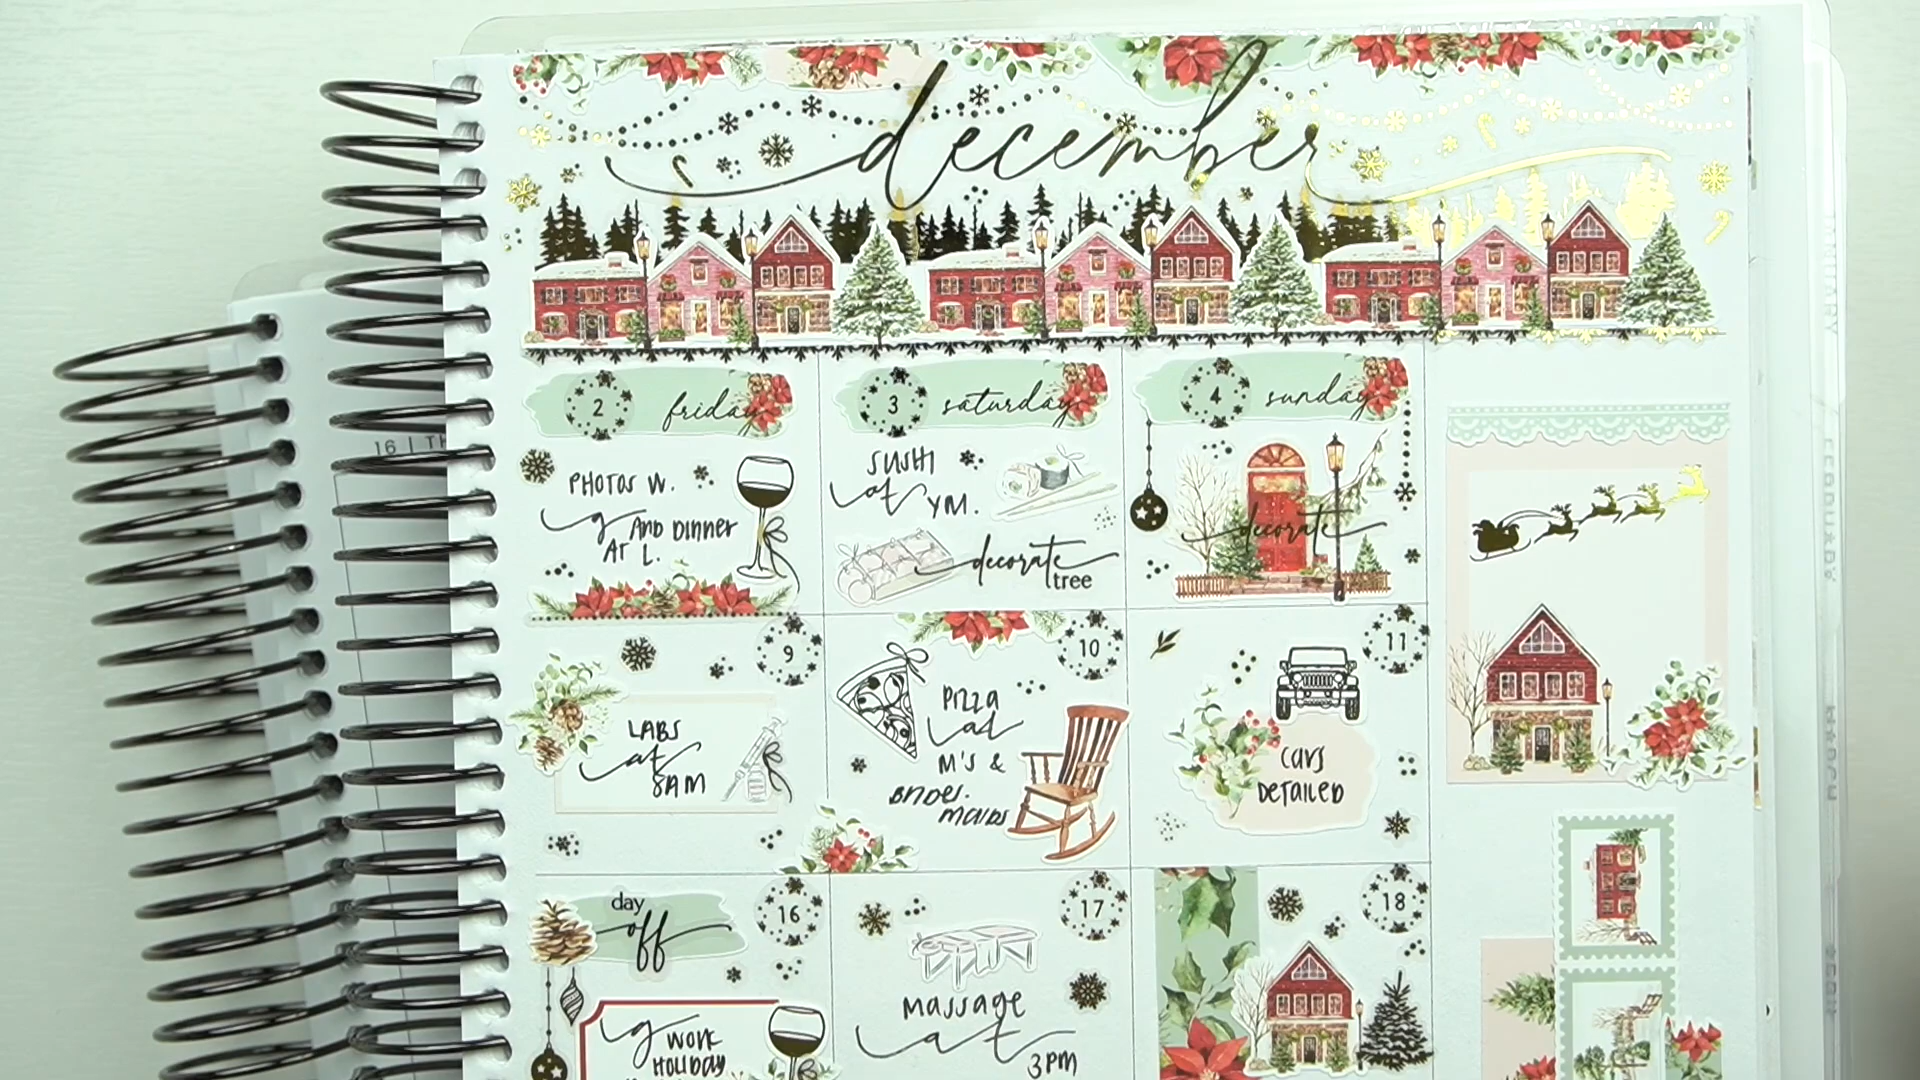 december
16 | TH
2 friday
3 saturday
4 sunday
PHOTOS W.
g AND DINNER
AT L.
SUSHI
at YM.
decorate
tree
decorate
9
10
11
LABS
at
8AM
PIZZA
at
M'S &
BRIDES.
MAIDS
CARS
DETAILED
day
off
16
17
18
g WORK
HOLIDAY
MASSAGE
at
3PM